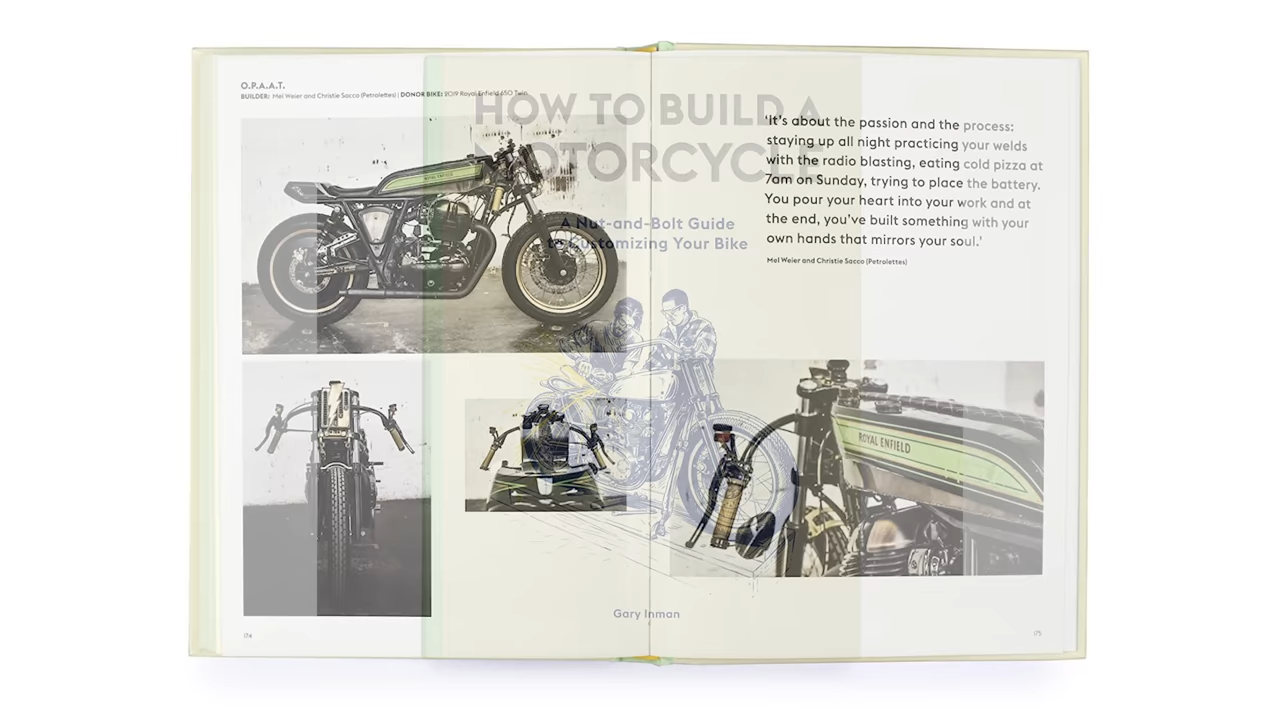 O.P.A.A.T.
BUILDER: Mel Weier and Christie Sacco (Petrolettes) | DONOR BIKE: 2019 Royal Enfield 650 Twin
HOW TO BUILD A
MOTORCYCLE
A Nut-and-Bolt Guide
to Customizing Your Bike
'It's about the passion and the process:
staying up all night practicing your welds
with the radio blasting, eating cold pizza at
7am on Sunday, trying to place the battery.
You pour your heart into your work and at
the end, you've built something with your
own hands that mirrors your soul.'
Mel Weier and Christie Sacco (Petrolettes)
ROYAL ENFIELD
ROYAL ENFIELD
Gary Inman
174
175